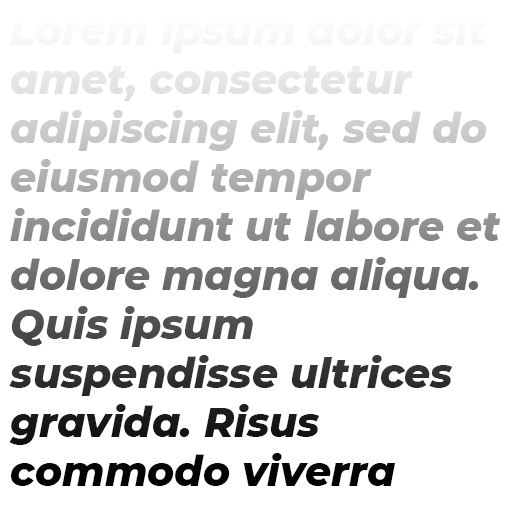 Lorem ipsum dolor sit
amet, consectetur
adipiscing elit, sed do
eiusmod tempor
incididunt ut labore et
dolore magna aliqua.
Quis ipsum
suspendisse ultrices
gravida. Risus
commodo viverra